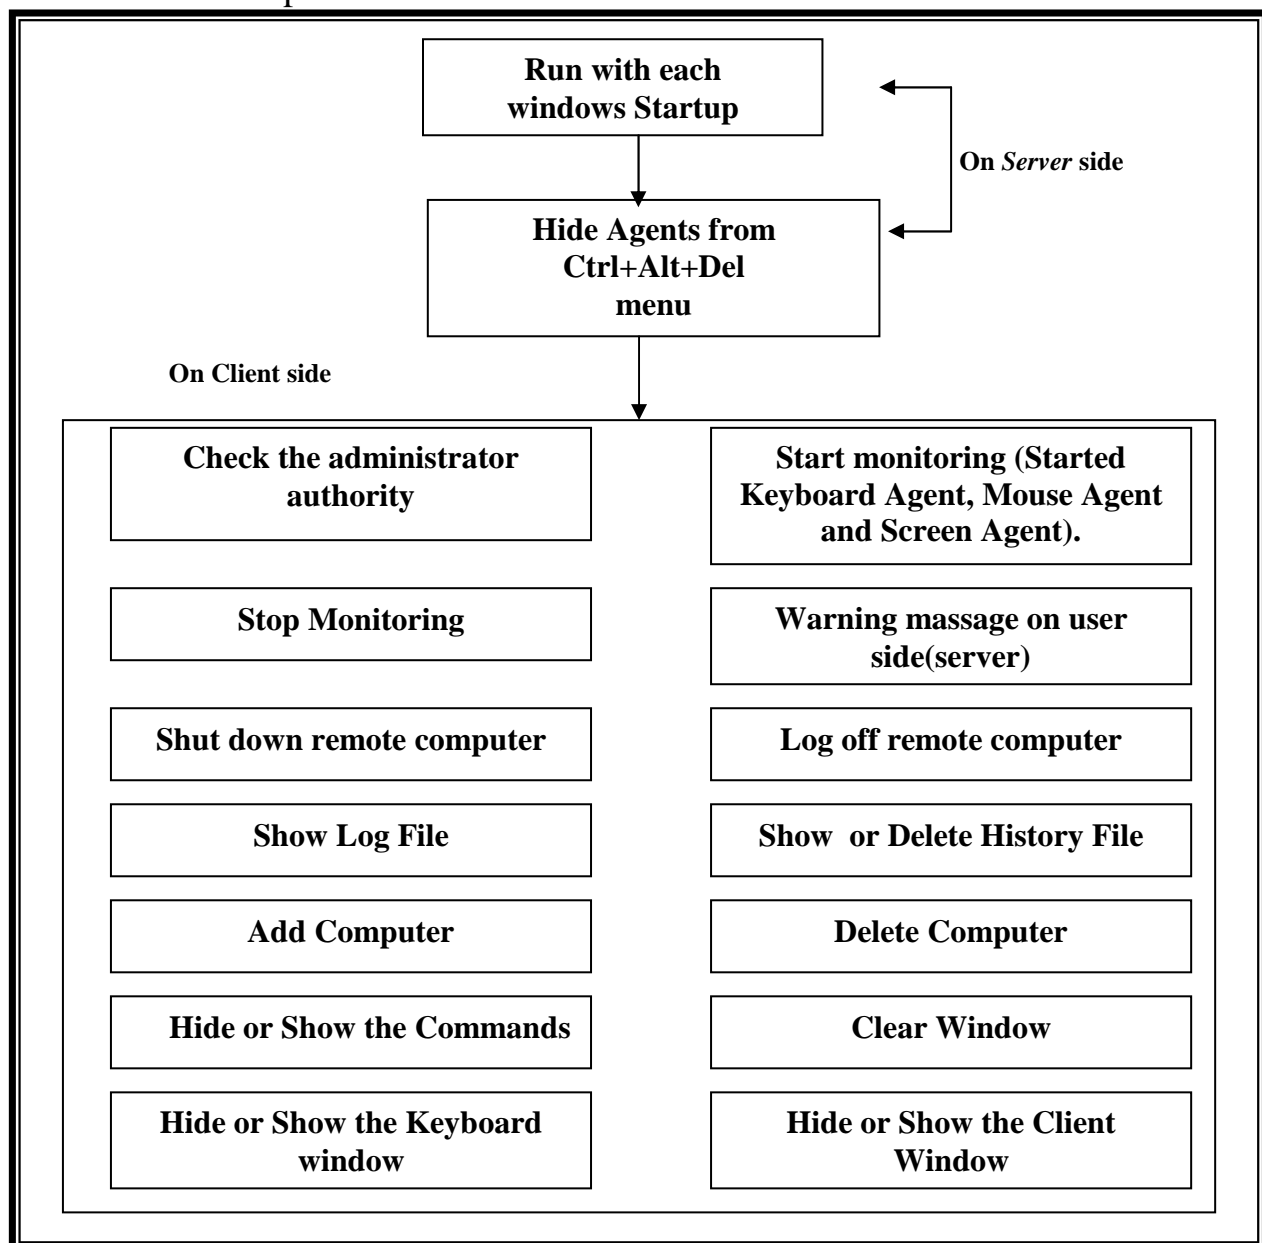 Run with each
windows Startup
On Server side
Hide Agents from
Ctrl+Alt+Del
menu
On Client side
Check the administrator
authority
Start monitoring (Started
Keyboard Agent, Mouse Agent
and Screen Agent).
Stop Monitoring
Warning massage on user
side(server)
Shut down remote computer
Log off remote computer
Show Log File
Show or Delete History File
Add Computer
Delete Computer
Hide or Show the Commands
Clear Window
Hide or Show the Keyboard
window
Hide or Show the Client
Window